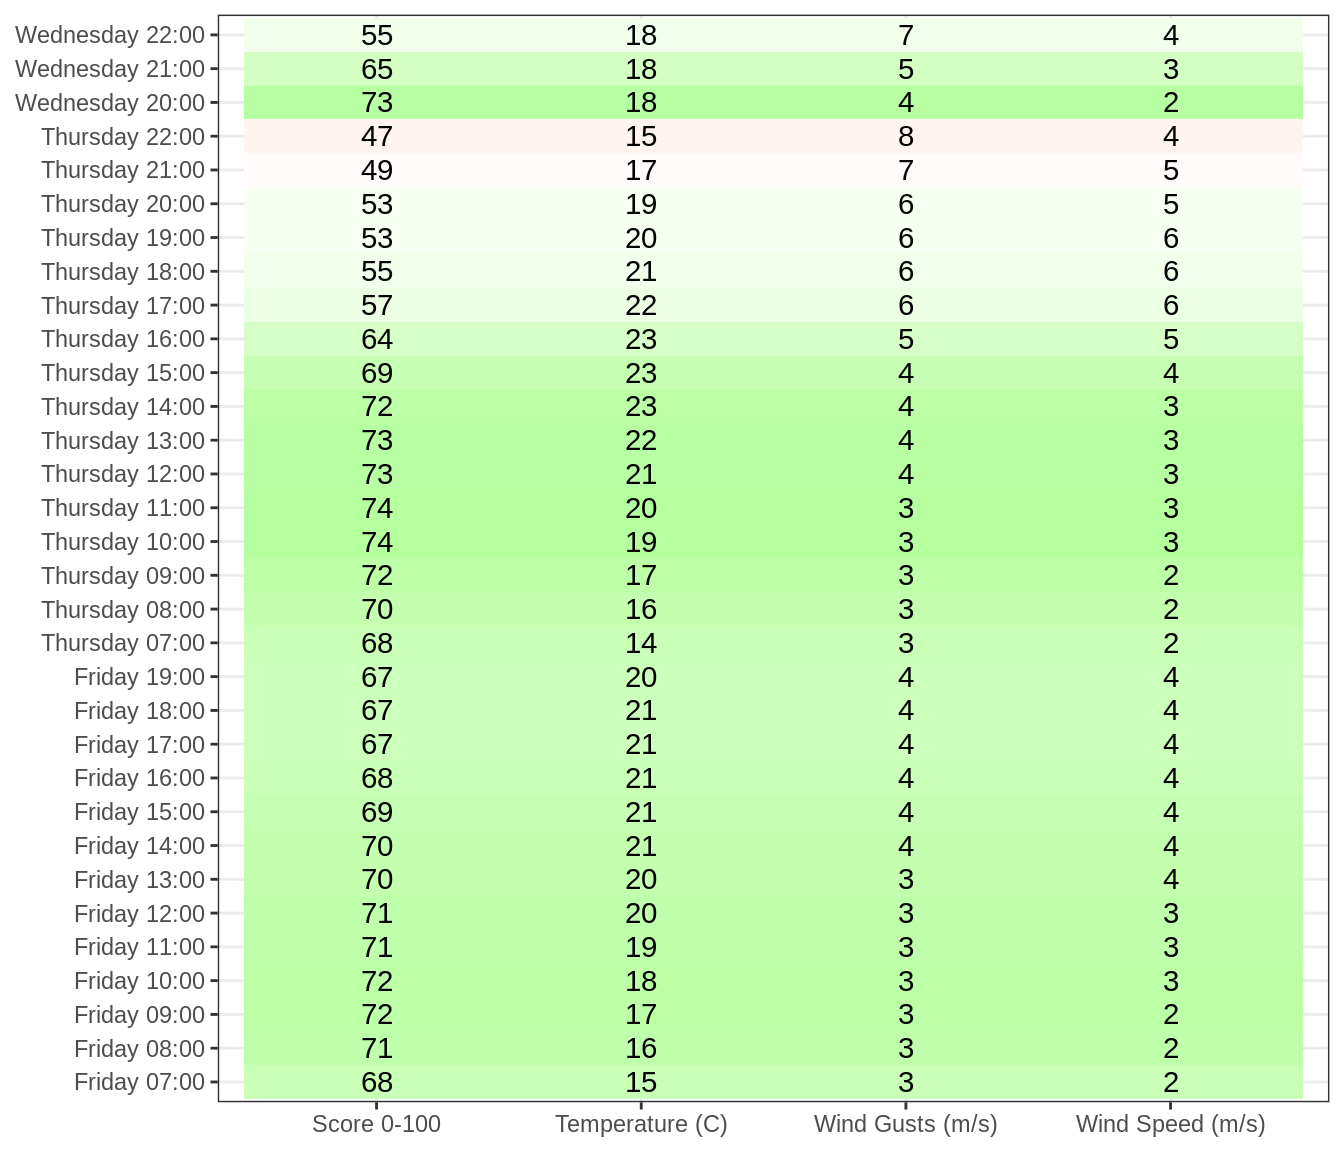 Wednesday 22:00 55 18 7 4
Wednesday 21:00 65 18 5 3
Wednesday 20:00 73 18 4 2
Thursday 22:00 47 15 8 4
Thursday 21:00 49 17 7 5
Thursday 20:00 53 19 6 5
Thursday 19:00 53 20 6 6
Thursday 18:00 55 21 6 6
Thursday 17:00 57 22 6 6
Thursday 16:00 64 23 5 5
Thursday 15:00 69 23 4 4
Thursday 14:00 72 23 4 3
Thursday 13:00 73 22 4 3
Thursday 12:00 73 21 4 3
Thursday 11:00 74 20 3 3
Thursday 10:00 74 19 3 3
Thursday 09:00 72 17 3 2
Thursday 08:00 70 16 3 2
Thursday 07:00 68 14 3 2
Friday 19:00 67 20 4 4
Friday 18:00 67 21 4 4
Friday 17:00 67 21 4 4
Friday 16:00 68 21 4 4
Friday 15:00 69 21 4 4
Friday 14:00 70 21 4 4
Friday 13:00 70 20 3 4
Friday 12:00 71 20 3 3
Friday 11:00 71 19 3 3
Friday 10:00 72 18 3 3
Friday 09:00 72 17 3 2
Friday 08:00 71 16 3 2
Friday 07:00 68 15 3 2
Score 0-100 Temperature (C) Wind Gusts (m/s) Wind Speed (m/s)